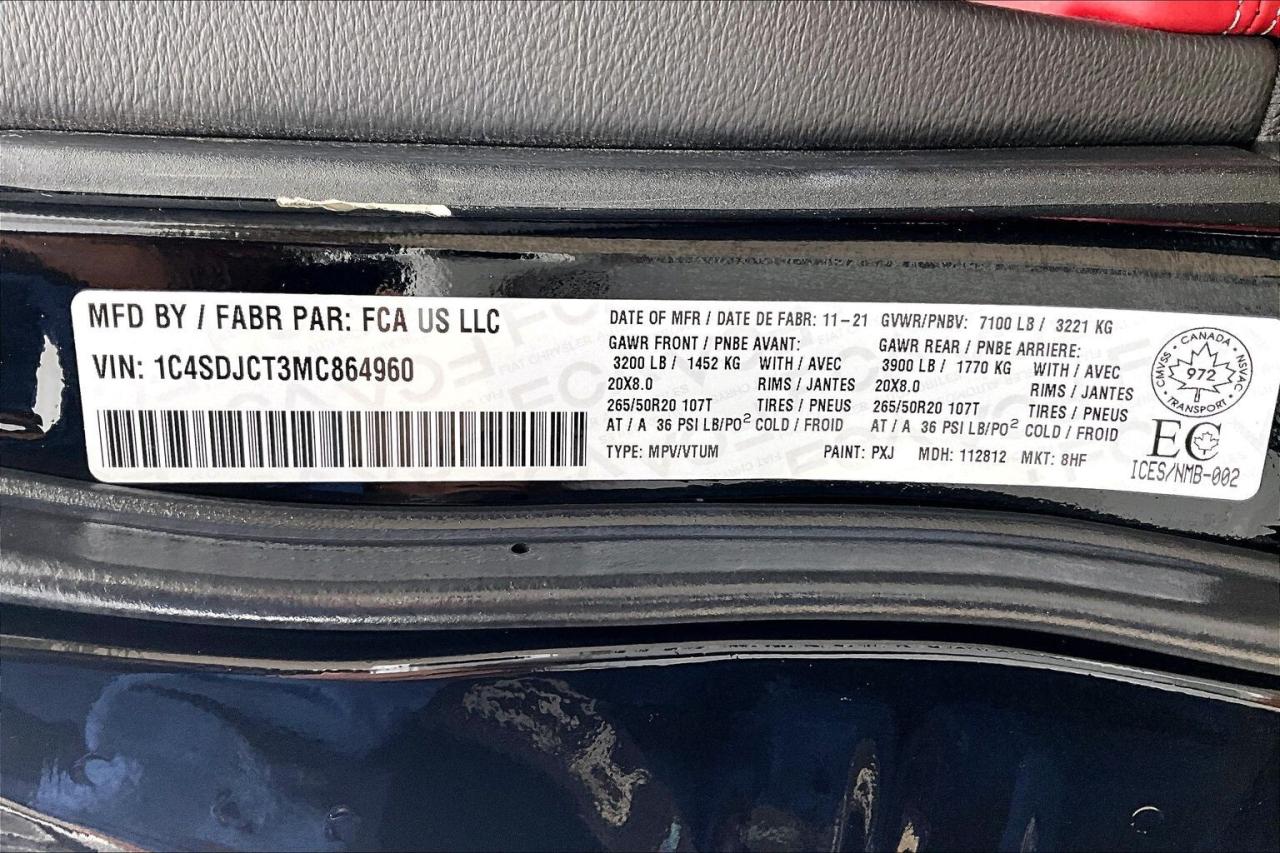 MFD BY / FABR PAR: FCA US LLC
VIN: 1C4SDJCT3MC864960
DATE OF MFR / DATE DE FABR: 11-21 GVWR/PNBV: 7100 LB / 3221 KG
GAWR FRONT / PNBE AVANT:
3200 LB / 1452 KG WITH / AVEC
20X8.0 RIMS / JANTES
265/50R20 107T TIRES / PNEUS
AT / A 36 PSI LB/PO² COLD / FROID
GAWR REAR / PNBE ARRIERE:
3900 LB / 1770 KG WITH / AVEC
20X8.0 RIMS / JANTES
265/50R20 107T TIRES / PNEUS
AT / A 36 PSI LB/PO² COLD / FROID
TYPE: MPV/VTUM PAINT: PXJ MDH: 112812 MKT: 8HF
CANADA
CMVSS 972 NSVAC
TRANSPORT
EC
ICES/NMB-002